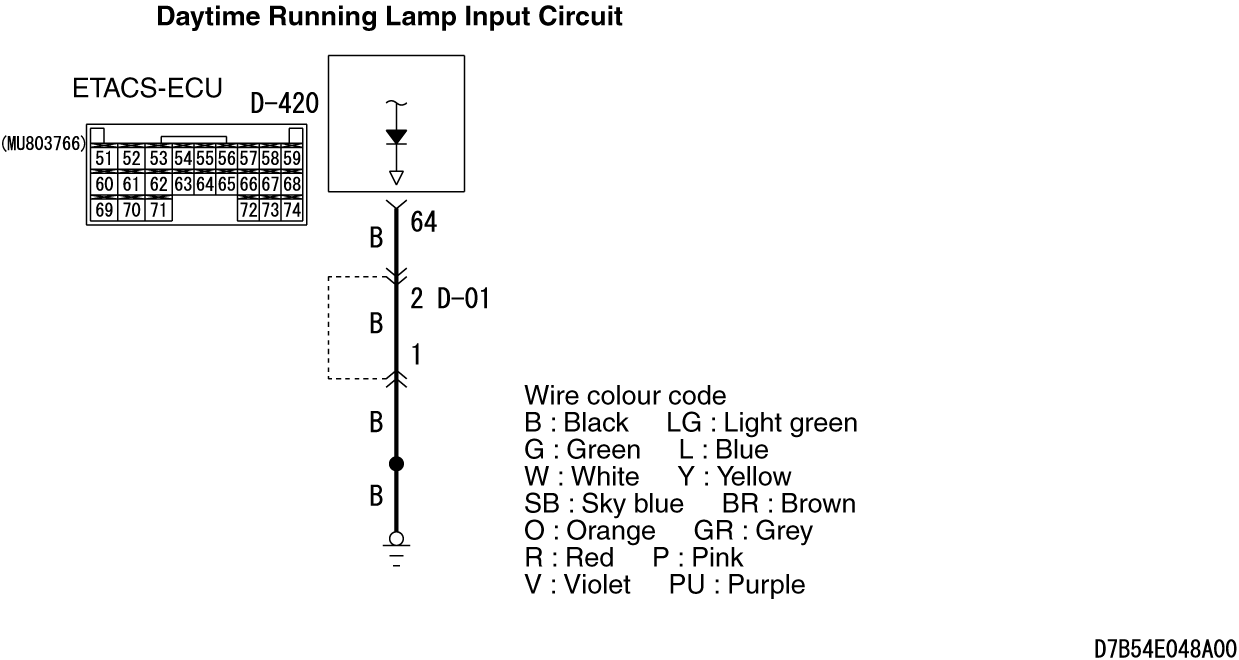 Daytime Running Lamp Input Circuit
ETACS-ECU
D-420
(MU803766)
51 52 53 54 55 56 57 58 59
60 61 62 63 64 65 66 67 68
69 70 71 72 73 74
64
B
2 D-01
B
1
B
B
Wire colour code
B : Black LG : Light green
G : Green L : Blue
W : White Y : Yellow
SB : Sky blue BR : Brown
O : Orange GR : Grey
R : Red P : Pink
V : Violet PU : Purple
D7B54E048A00